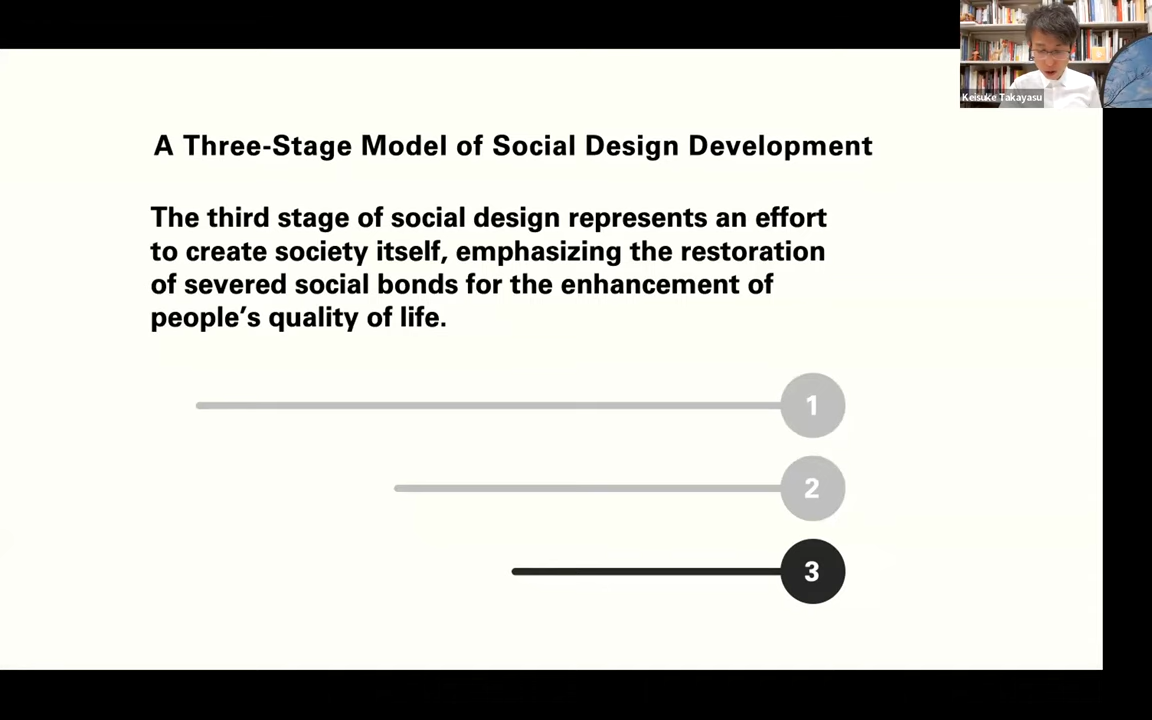 Keisuke Takayasu
A Three-Stage Model of Social Design Development
The third stage of social design represents an effort
to create society itself, emphasizing the restoration
of severed social bonds for the enhancement of
people’s quality of life.
1
2
3